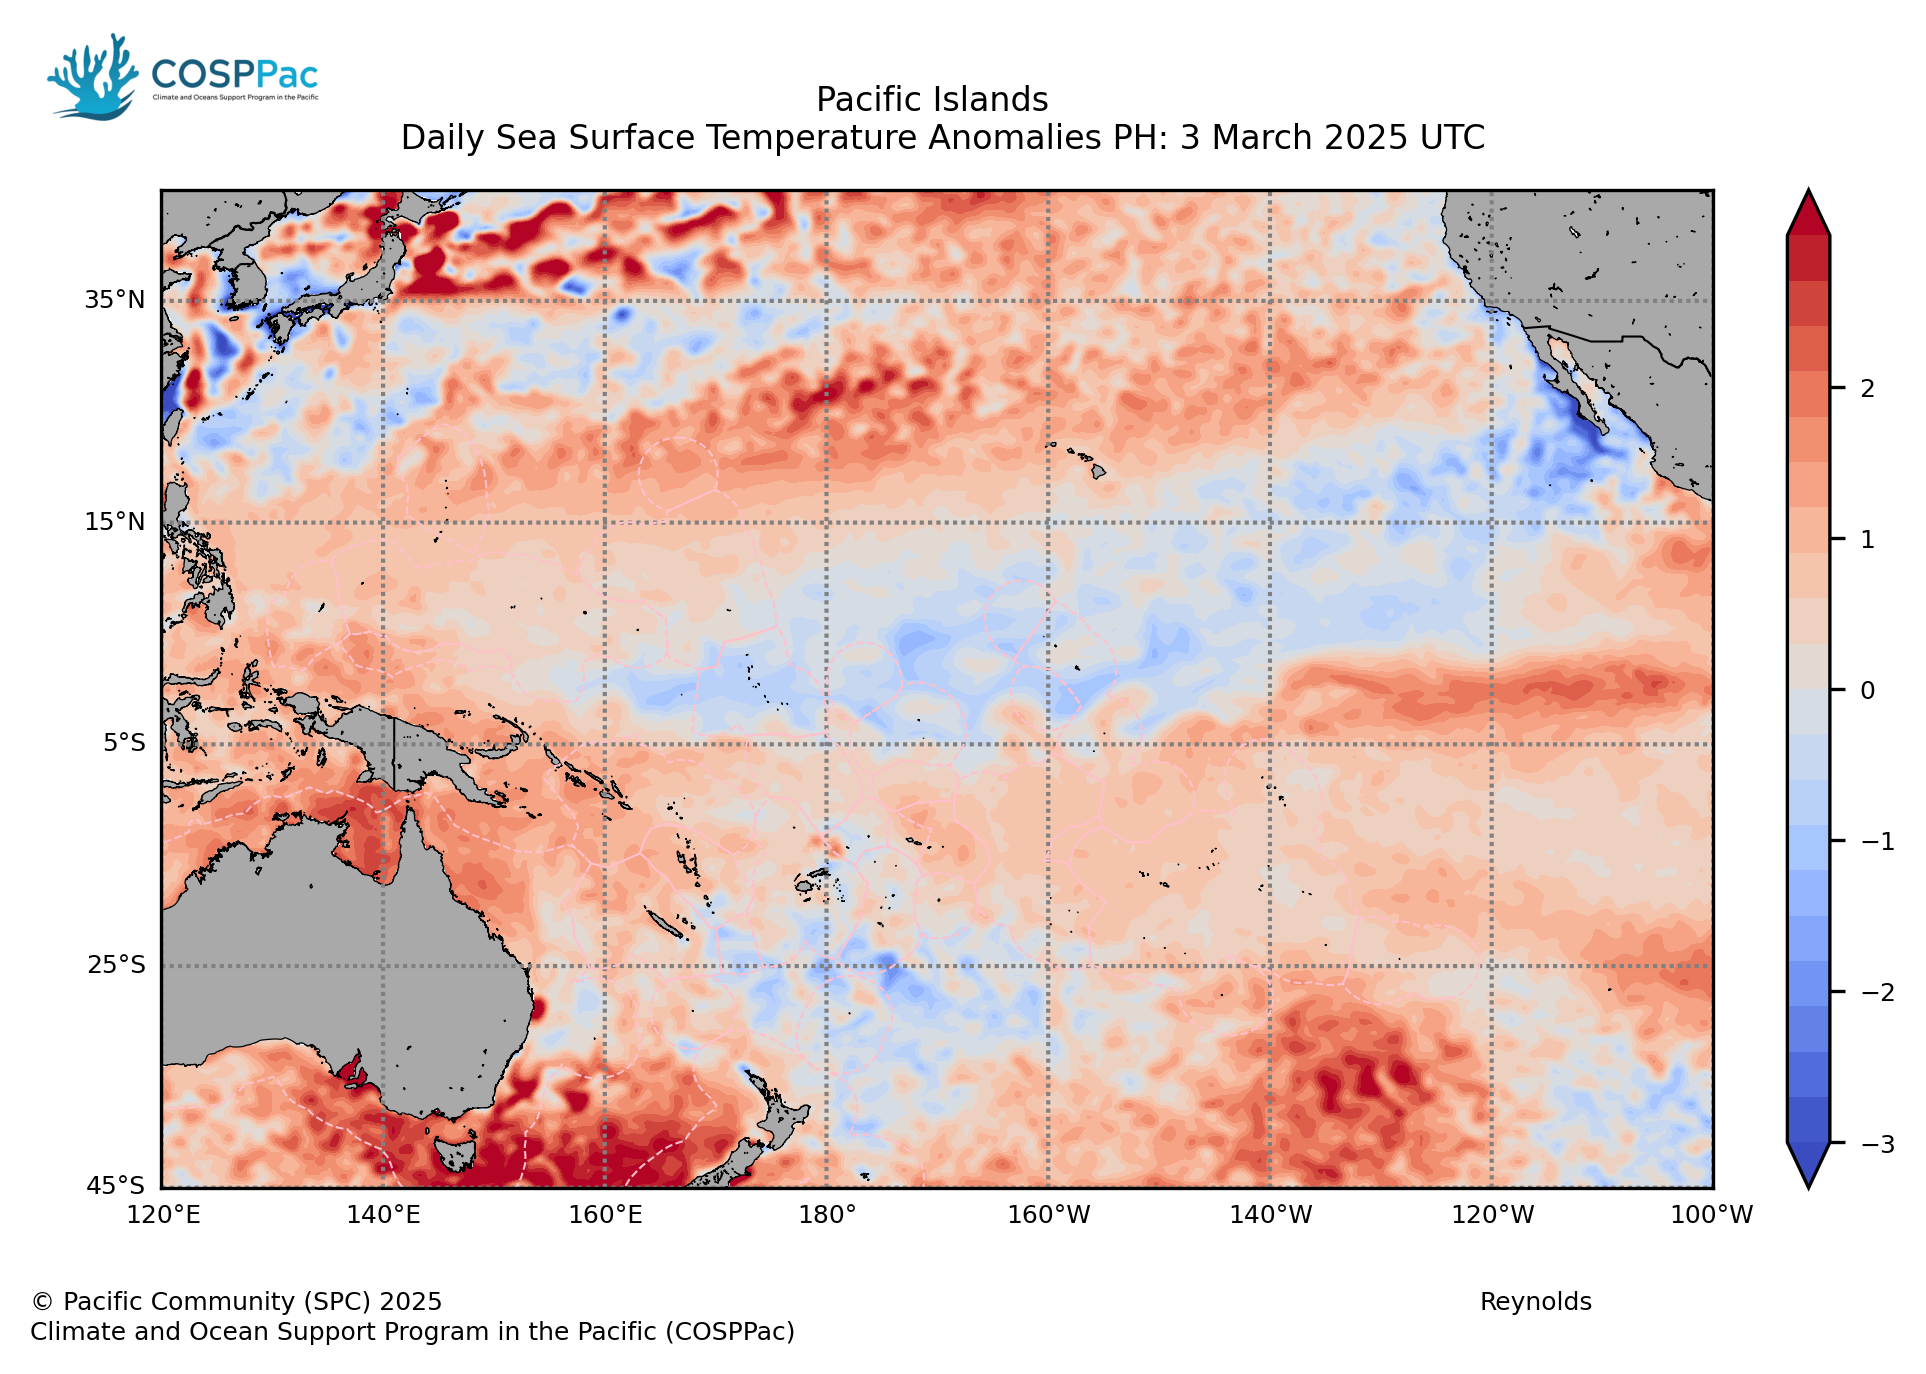 COSPPac
Climate and Oceans Support Program in the Pacific
Pacific Islands
Daily Sea Surface Temperature Anomalies PH: 3 March 2025 UTC
35°N
15°N
5°S
25°S
45°S
120°E 140°E 160°E 180° 160°W 140°W 120°W 100°W
2
1
0
−1
−2
−3
© Pacific Community (SPC) 2025
Reynolds
Climate and Ocean Support Program in the Pacific (COSPPac)